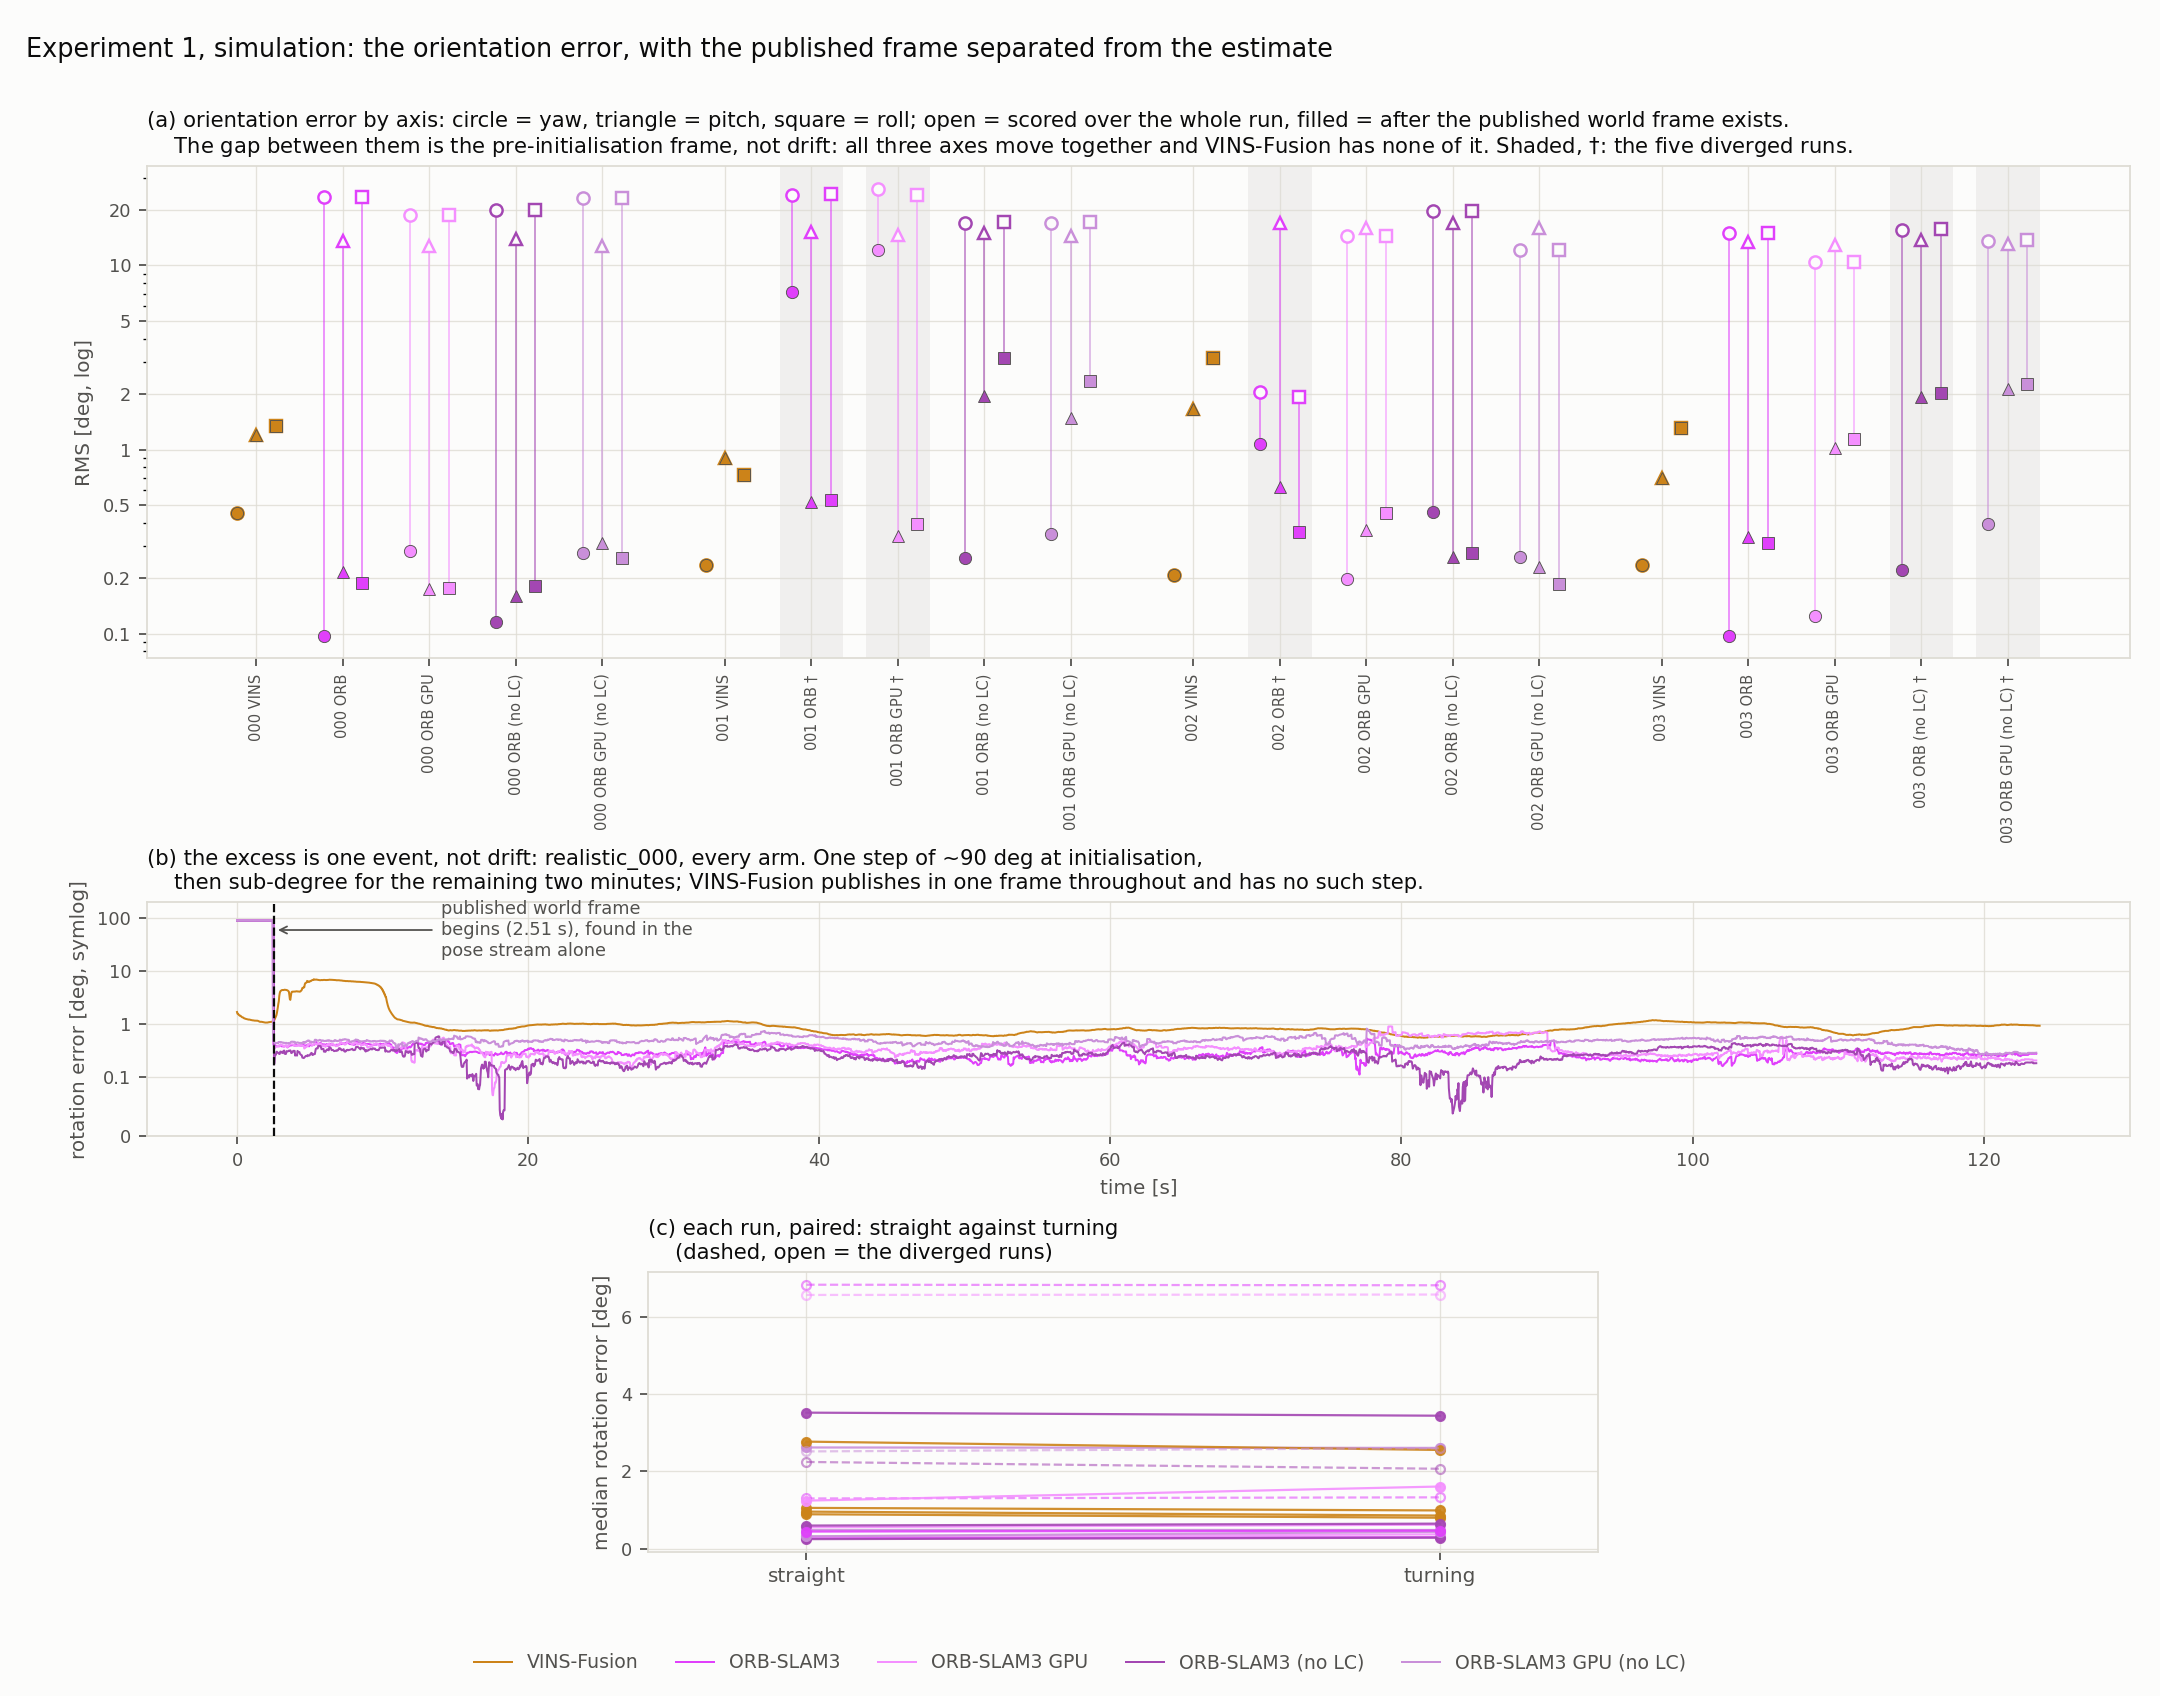 Experiment 1, simulation: the orientation error, with the published frame separated from the estimate
(a) orientation error by axis: circle = yaw, triangle = pitch, square = roll; open = scored over the whole run, filled = after the published world frame exists.
The gap between them is the pre-initialisation frame, not drift: all three axes move together and VINS-Fusion has none of it. Shaded, †: the five diverged runs.
RMS [deg, log]
20
10
5
2
1
0.5
0.2
0.1
000 VINS
000 ORB
000 ORB GPU
000 ORB (no LC)
000 ORB GPU (no LC)
001 VINS
001 ORB †
001 ORB GPU †
001 ORB (no LC)
001 ORB GPU (no LC)
002 VINS
002 ORB †
002 ORB GPU
002 ORB (no LC)
002 ORB GPU (no LC)
003 VINS
003 ORB
003 ORB GPU
003 ORB (no LC) †
003 ORB GPU (no LC) †
(b) the excess is one event, not drift: realistic_000, every arm. One step of ~90 deg at initialisation,
then sub-degree for the remaining two minutes; VINS-Fusion publishes in one frame throughout and has no such step.
rotation error [deg, symlog]
100
10
1
0.1
0
published world frame
begins (2.51 s), found in the
pose stream alone
0
20
40
60
80
100
120
time [s]
(c) each run, paired: straight against turning
(dashed, open = the diverged runs)
median rotation error [deg]
6
4
2
0
straight
turning
VINS-Fusion
ORB-SLAM3
ORB-SLAM3 GPU
ORB-SLAM3 (no LC)
ORB-SLAM3 GPU (no LC)